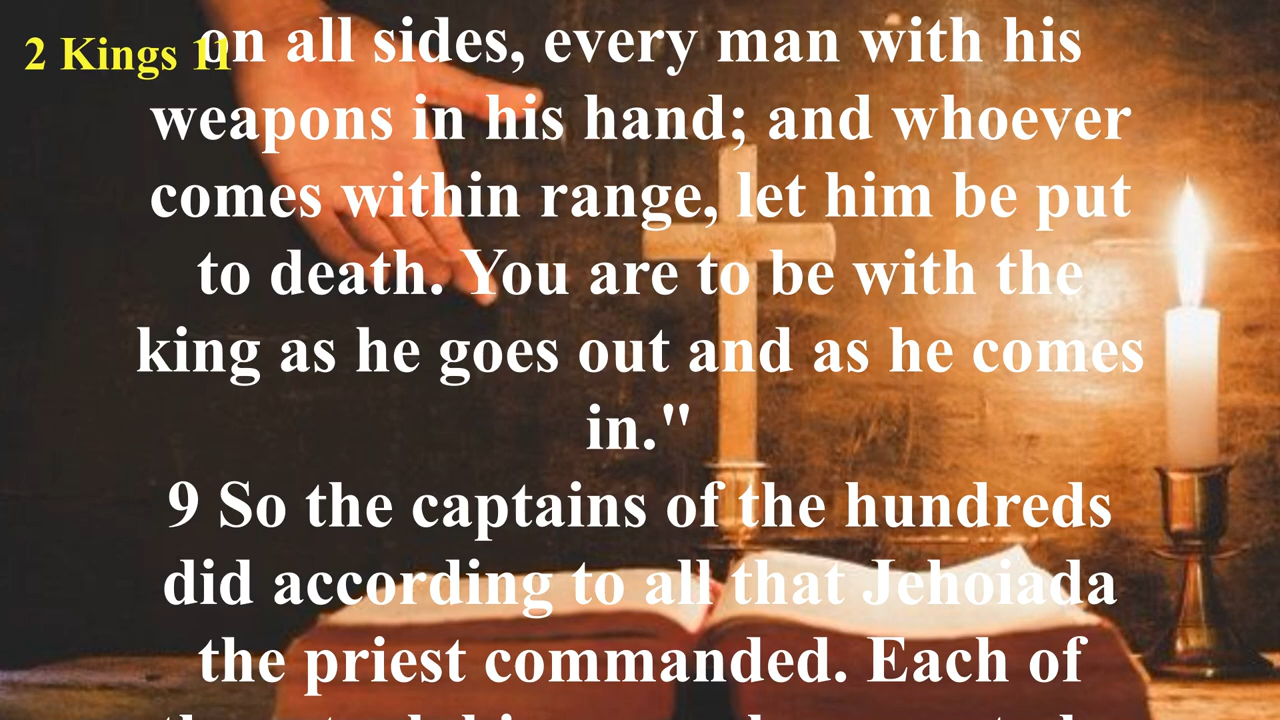 2 Kings 11
on all sides, every man with his
weapons in his hand; and whoever
comes within range, let him be put
to death. You are to be with the
king as he goes out and as he comes
in."
9 So the captains of the hundreds
did according to all that Jehoiada
the priest commanded. Each of